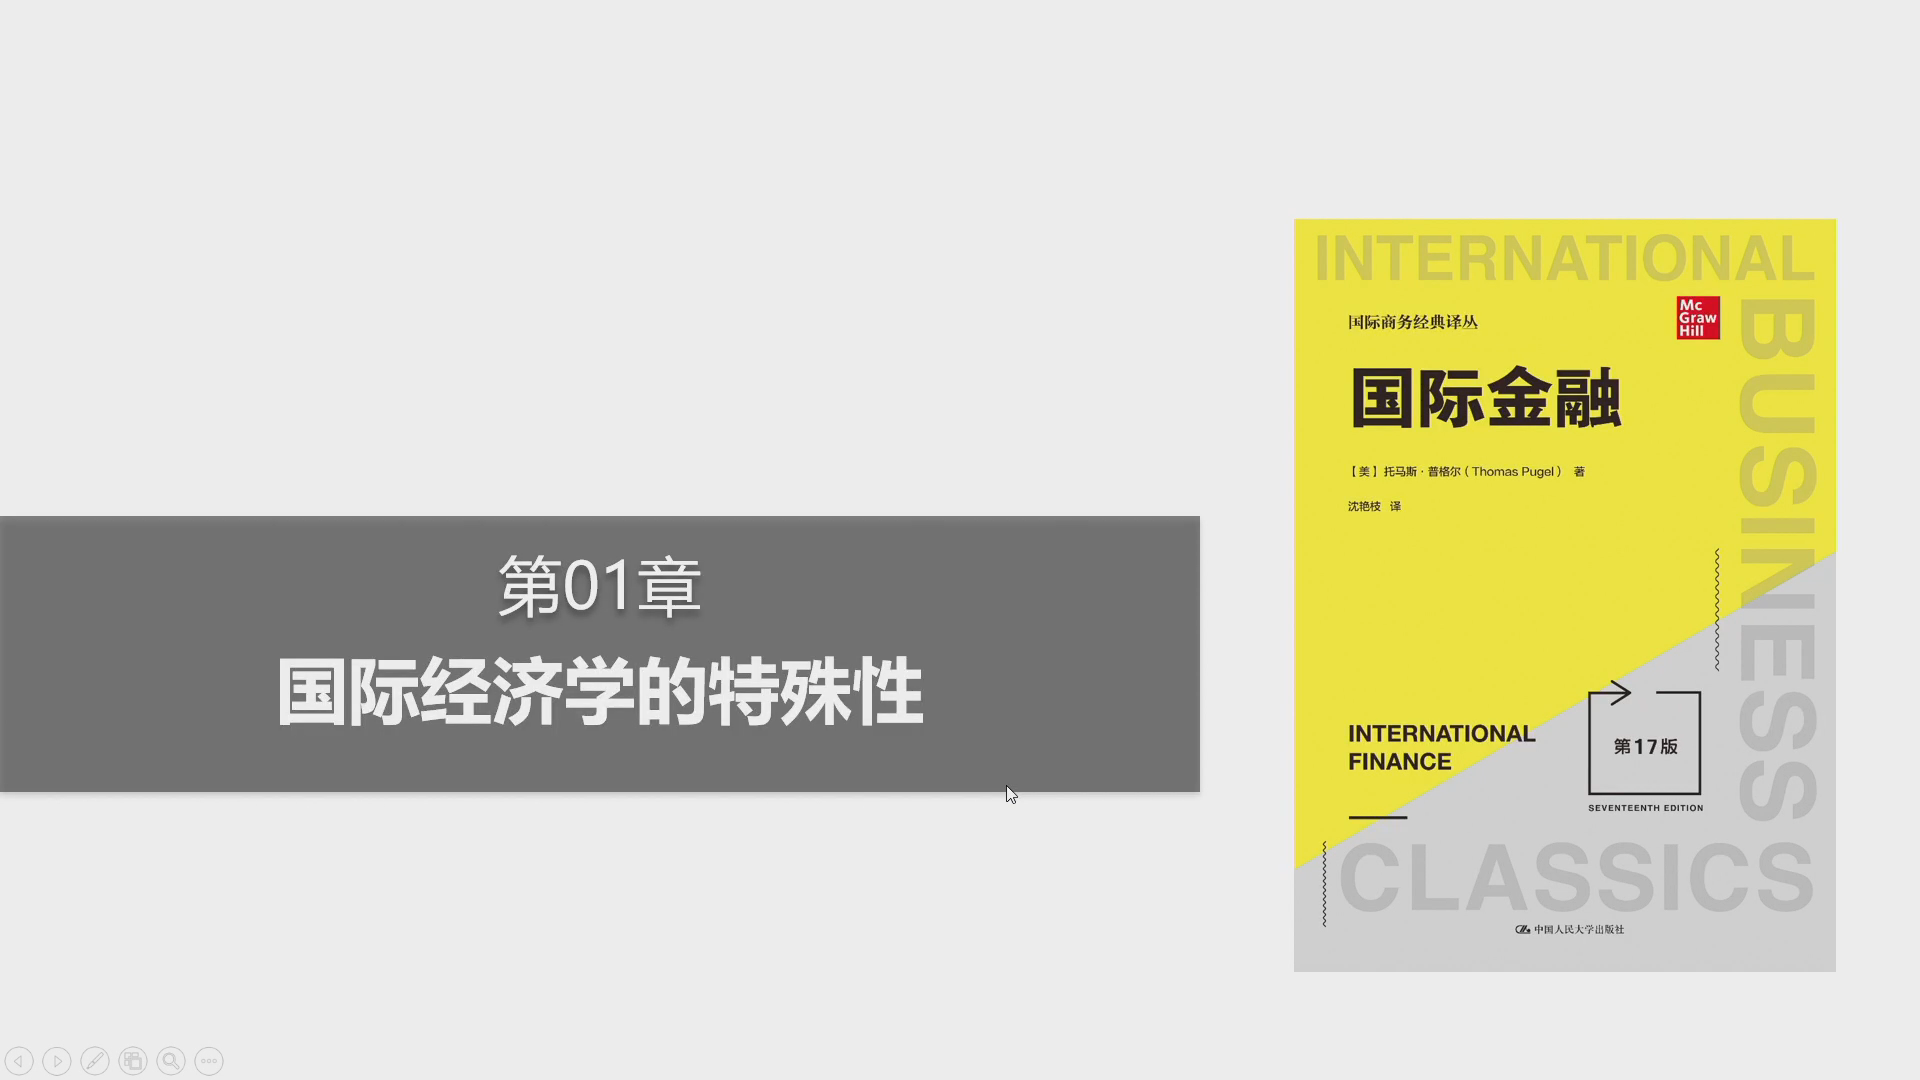 第01章
国际经济学的特殊性
INTERNATIONAL
BUSINESS
国际商务经典译丛
Mc
Graw
Hill
国际金融
【美】托马斯·普格尔（Thomas Pugel） 著
沈艳枝 译
INTERNATIONAL
FINANCE
第17版
SEVENTEENTH EDITION
CLASSICS
中国人民大学出版社